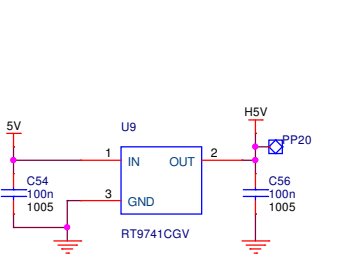 H5V
5V
U9
PP20
1
IN
OUT
2
C54
100n
1005
3
GND
C56
100n
1005
RT9741CGV